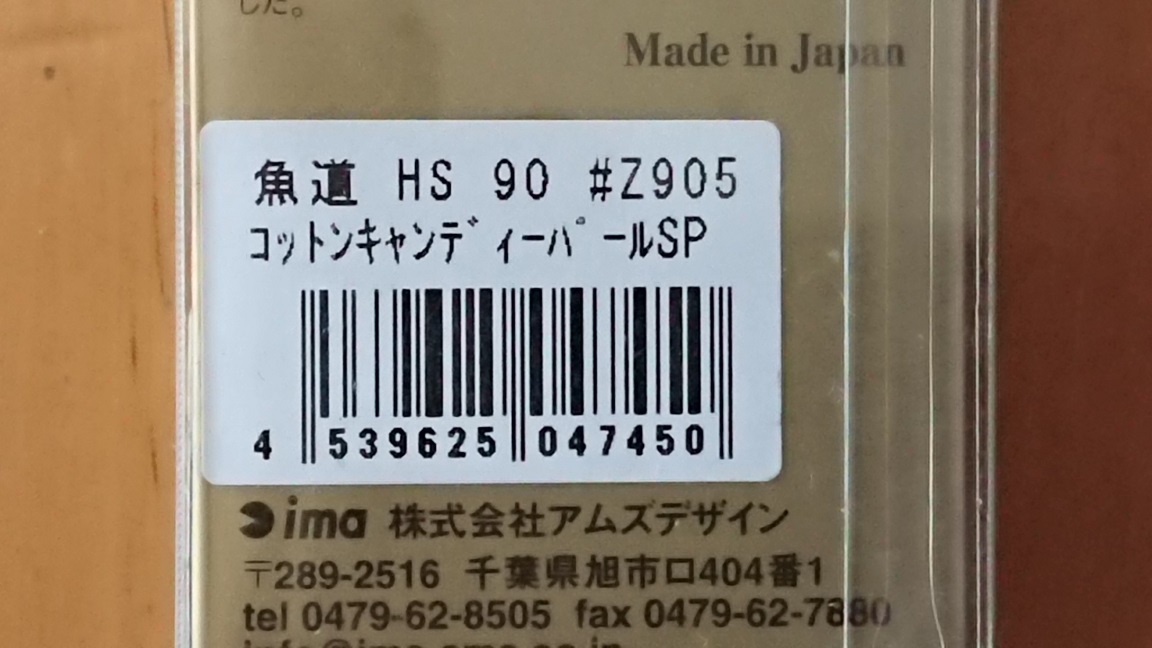 した。
Made in Japan
魚道 HS 90 #Z905
コットンキャンディーパールSP
4 539625 047450
ima 株式会社アムズデザイン
〒289-2516 千葉県旭市ロ404番1
tel 0479-62-8505 fax 0479-62-7880